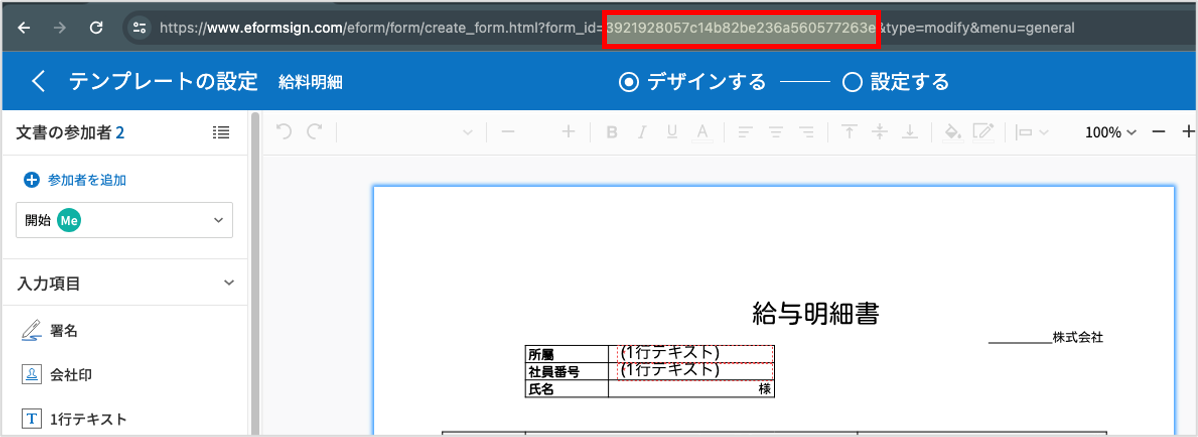 https://www.eformsign.com/eform/form/create_form.html?form_id=3921928057c14b82be236a560577263e&type=modify&menu=general
テンプレートの設定 給料明細 デザインする 設定する
文書の参加者 2
B I U A 100%
参加者を追加
開始 Me
入力項目
署名
会社印
T 1行テキスト
給与明細書
株式会社
所属 (1行テキスト)
社員番号 (1行テキスト)
氏名 様